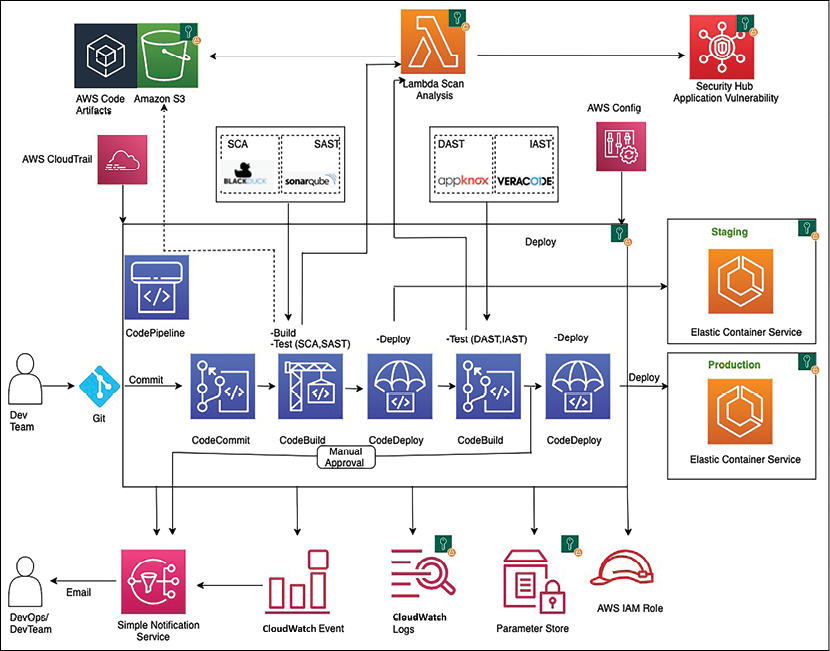 AWS Code
Artifacts
Amazon S3
Lambda Scan
Analysis
Security Hub
Application Vulnerability
AWS CloudTrail
SCA
SAST
BLACKDUCK
sonarqube
DAST
IAST
appknox
VERACODE
AWS Config
Deploy
Staging
Elastic Container Service
CodePipeline
-Build
-Test (SCA,SAST)
-Deploy
-Test (DAST,IAST)
-Deploy
Production
Elastic Container Service
Dev
Team
Git
Commit
CodeCommit
CodeBuild
CodeDeploy
CodeBuild
CodeDeploy
Deploy
Manual
Approval
DevOps/
DevTeam
Email
Simple Notification
Service
CloudWatch Event
CloudWatch
Logs
Parameter Store
AWS IAM Role